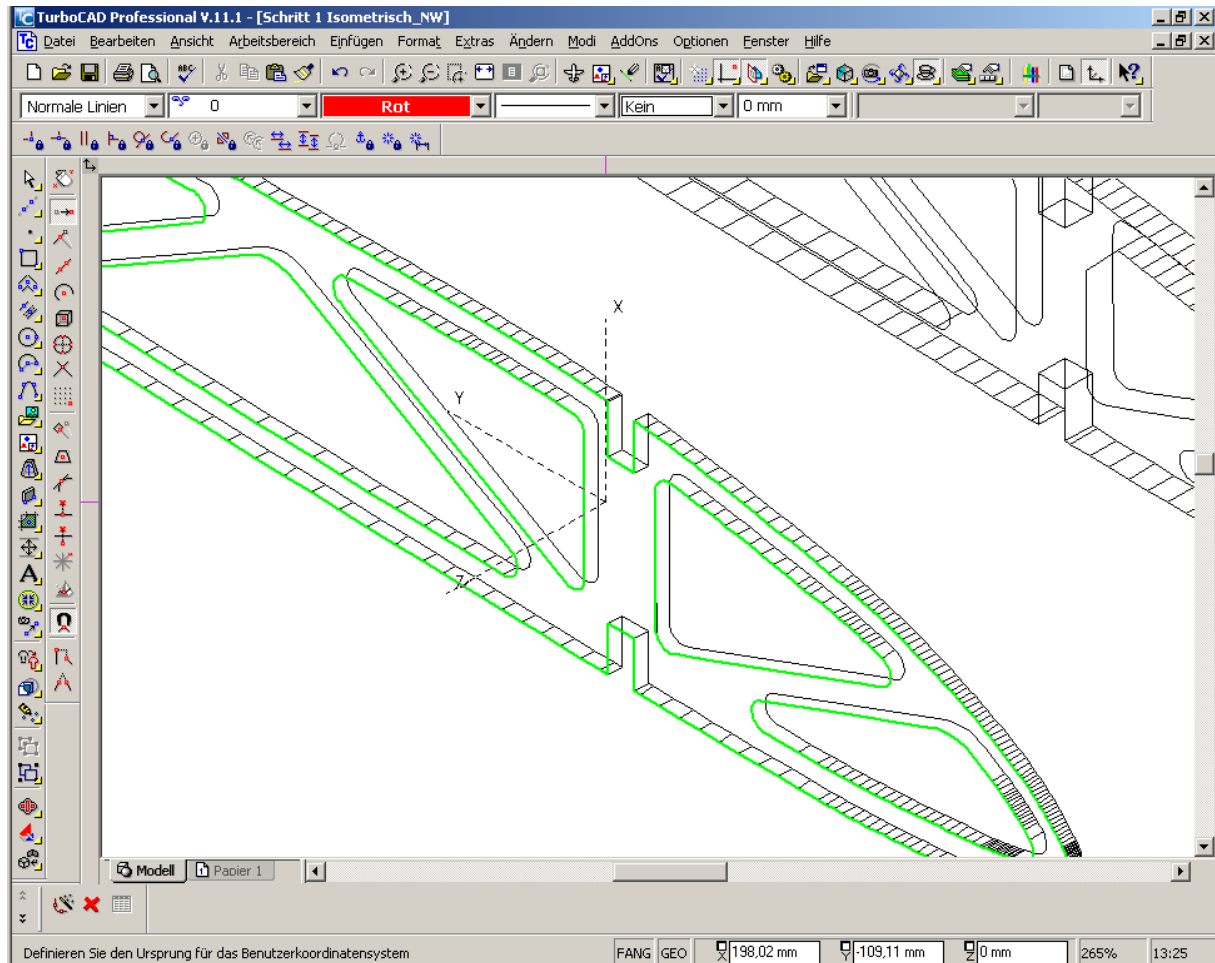 TurboCAD Professional V.11.1 - [Schritt 1 Isometrisch_NW]
Datei Bearbeiten Ansicht Arbeitsbereich Einfügen Format Extras Ändern Modi AddOns Optionen Fenster Hilfe
Normale Linien 0 Rot Kein 0 mm
X
Y
Z
Modell Papier 1
Definieren Sie den Ursprung für das Benutzerkoordinatensystem FANG GEO X 198,02 mm Y -109,11 mm Z 0 mm 265% 13:25